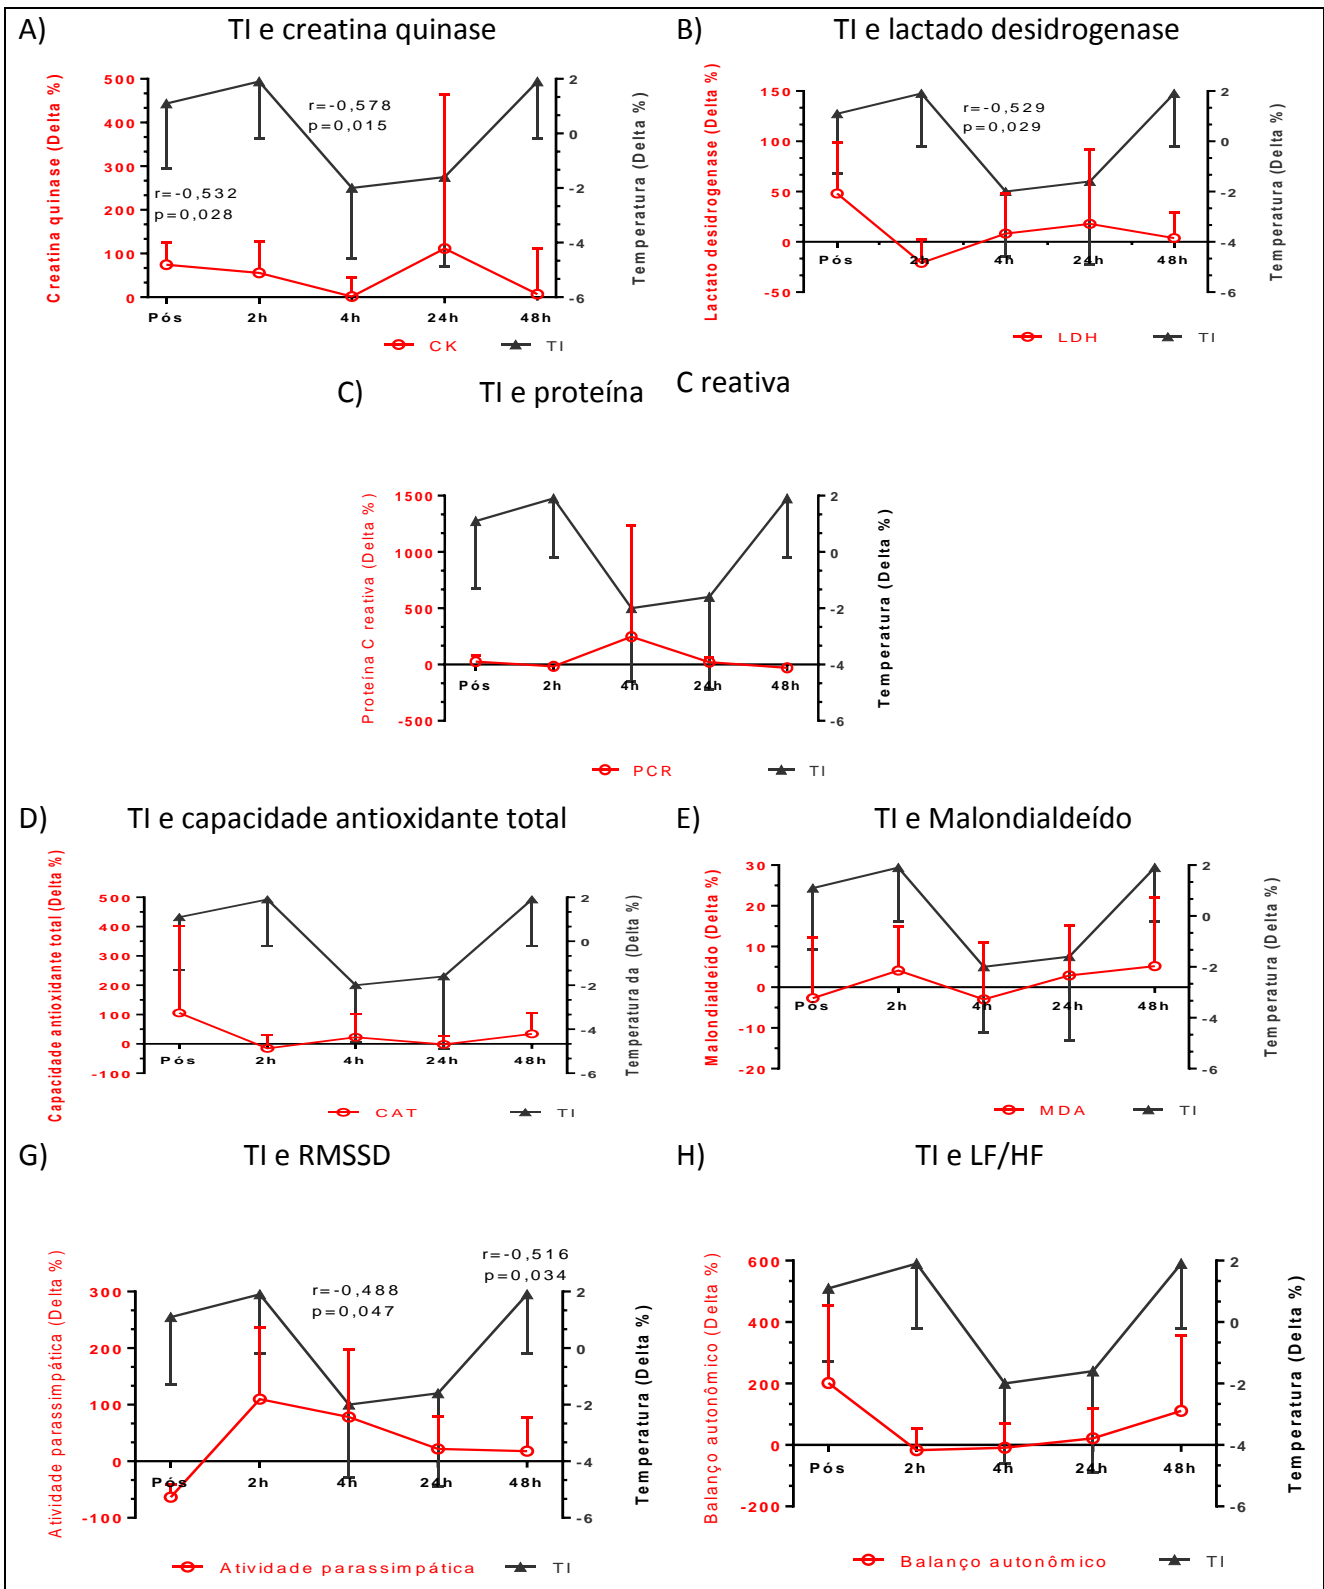 A) TI e creatina quinase
Creatina quinase (Delta %)
500
400
300
200
100
0
r=-0,578
p=0,015
r=-0,532
p=0,028
2
0
-2
-4
-6
Temperatura (Delta %)
Pós 2h 4h 24h 48h
CK TI
B) TI e lactado desidrogenase
Lactato desidrogenase (Delta %)
150
100
50
0
-50
r=-0,529
p=0,029
2
0
-2
-4
-6
Temperatura (Delta %)
Pós 2h 4h 24h 48h
LDH TI
C) TI e proteína C reativa
Proteína C reativa (Delta %)
1500
1000
500
0
-500
2
0
-2
-4
-6
Temperatura (Delta %)
Pós 2h 4h 24h 48h
PCR TI
D) TI e capacidade antioxidante total
Capacidade antioxidante total (Delta %)
500
400
300
200
100
0
-100
2
0
-2
-4
-6
Temperatura da (Delta %)
Pós 2h 4h 24h 48h
CAT TI
E) TI e Malondialdeído
Malondialdeído (Delta %)
30
20
10
0
-10
-20
2
0
-2
-4
-6
Temperatura (Delta %)
Pós 2h 4h 24h 48h
MDA TI
G) TI e RMSSD
Atividade parassimpática (Delta %)
300
200
100
0
-100
r=-0,488
p=0,047
r=-0,516
p=0,034
2
0
-2
-4
-6
Temperatura (Delta %)
Pós 2h 4h 24h 48h
Atividade parassimpática TI
H) TI e LF/HF
Balanço autonômico (Delta %)
600
400
200
0
-200
2
0
-2
-4
-6
Temperatura (Delta %)
Pós 2h 4h 24h 48h
Balanço autonômico TI